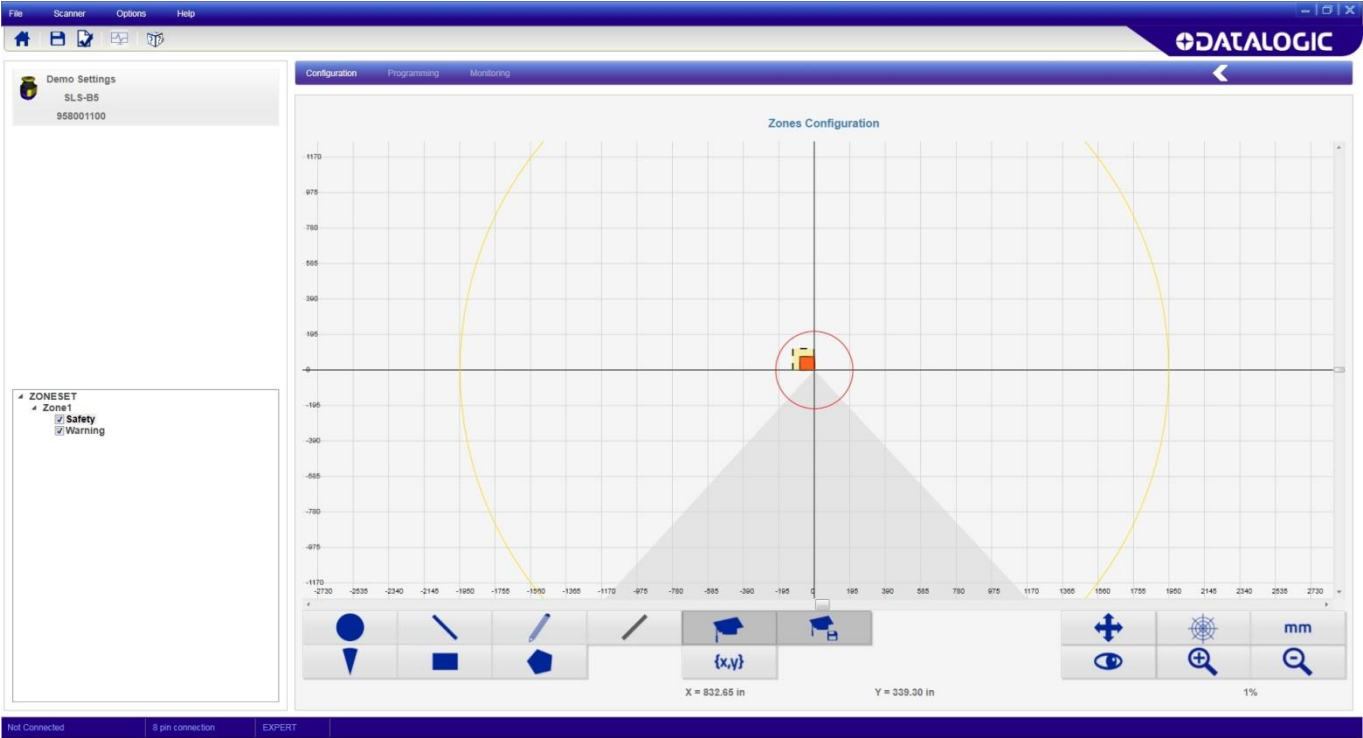 File Scanner Options Help
DATALOGIC
Demo Settings
SLS-B5
958001100
Configuration Programming Monitoring
Zones Configuration
1170
975
780
585
390
195
0
-195
-390
-585
-780
-975
-1170
-2730 -2535 -2340 -2145 -1950 -1755 -1560 -1365 -1170 -975 -780 -585 -390 -195 0 195 390 585 780 975 1170 1365 1560 1755 1950 2145 2340 2535 2730
ZONESET
Zone1
Safety
Warning
mm
{x,y}
X = 832.65 in Y = 339.30 in 1%
Not Connected 8 pin connection EXPERT